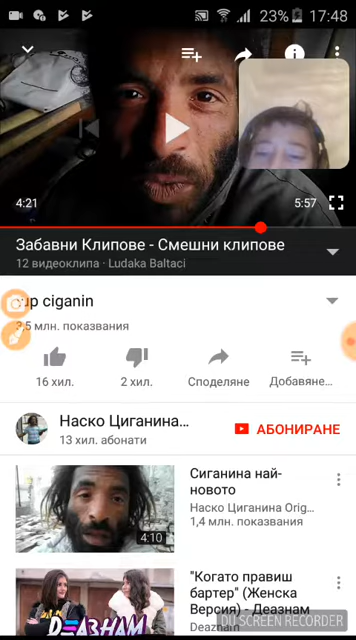 23% 17:48
4:21
5:57
Забавни Клипове - Смешни клипове
12 видеоклипа · Ludaka Baltaci
ciganin
3,5 млн. показвания
16 хил.
2 хил.
Споделяне
Добавяне...
Наско Циганина...
13 хил. абонати
АБОНИРАНЕ
4:10
Сиганина най-
новото
Наско Циганина Orig...
1,4 млн. показвания
ДЕАЗНАМ
"Когато правиш
бартер" (Женска
Версия) - Деазнам
Deaznam
DU SCREEN RECORDER